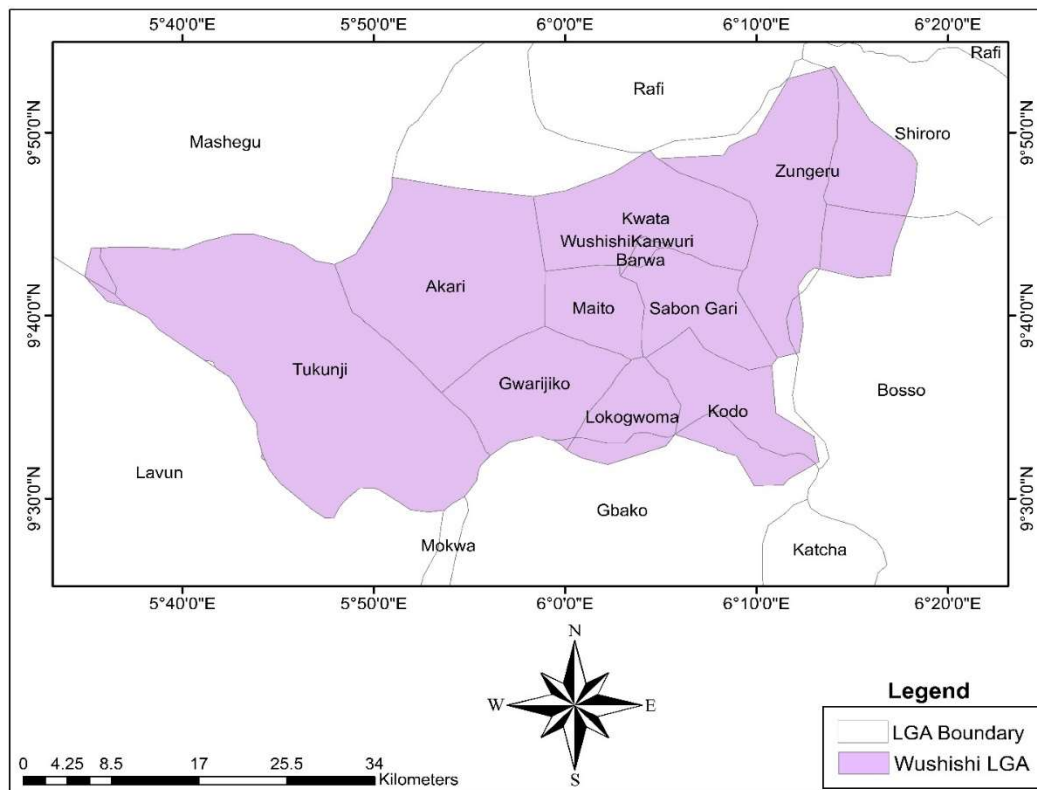 5°40'0"E 5°50'0"E 6°0'0"E 6°10'0"E 6°20'0"E
Rafi
Rafi
9°50'0"N 9°50'0"N
Shiroro
Mashegu
Zungeru
Kwata
WushishiKanwuri
Barwa
Akari
Maito Sabon Gari
9°40'0"N 9°40'0"N
Tukunji
Gwarijiko
Bosso
Lokogwoma Kodo
Lavun
9°30'0"N 9°30'0"N
Gbako
Mokwa
Katcha
5°40'0"E 5°50'0"E 6°0'0"E 6°10'0"E 6°20'0"E
N
W E
S
Legend
LGA Boundary
Wushishi LGA
0 4.25 8.5 17 25.5 34
Kilometers